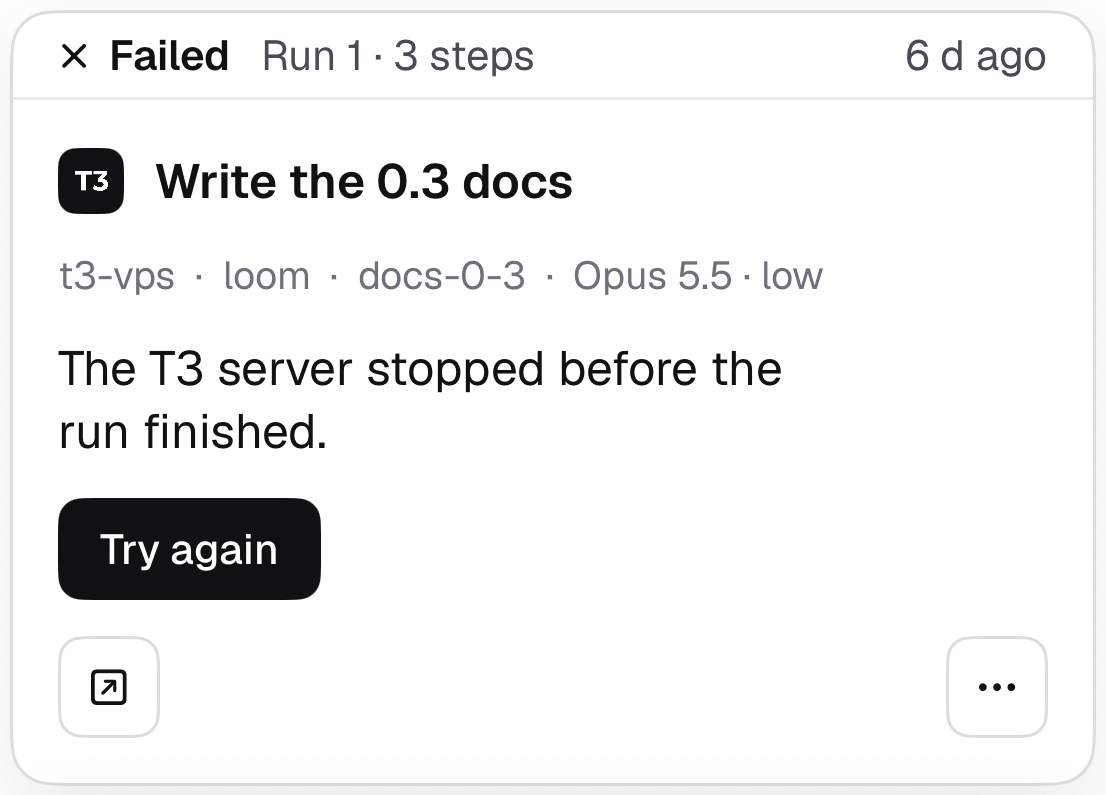 Failed Run 1 · 3 steps 6 d ago
T3 Write the 0.3 docs
t3-vps · loom · docs-0-3 · Opus 5.5 · low
The T3 server stopped before the
run finished.
Try again